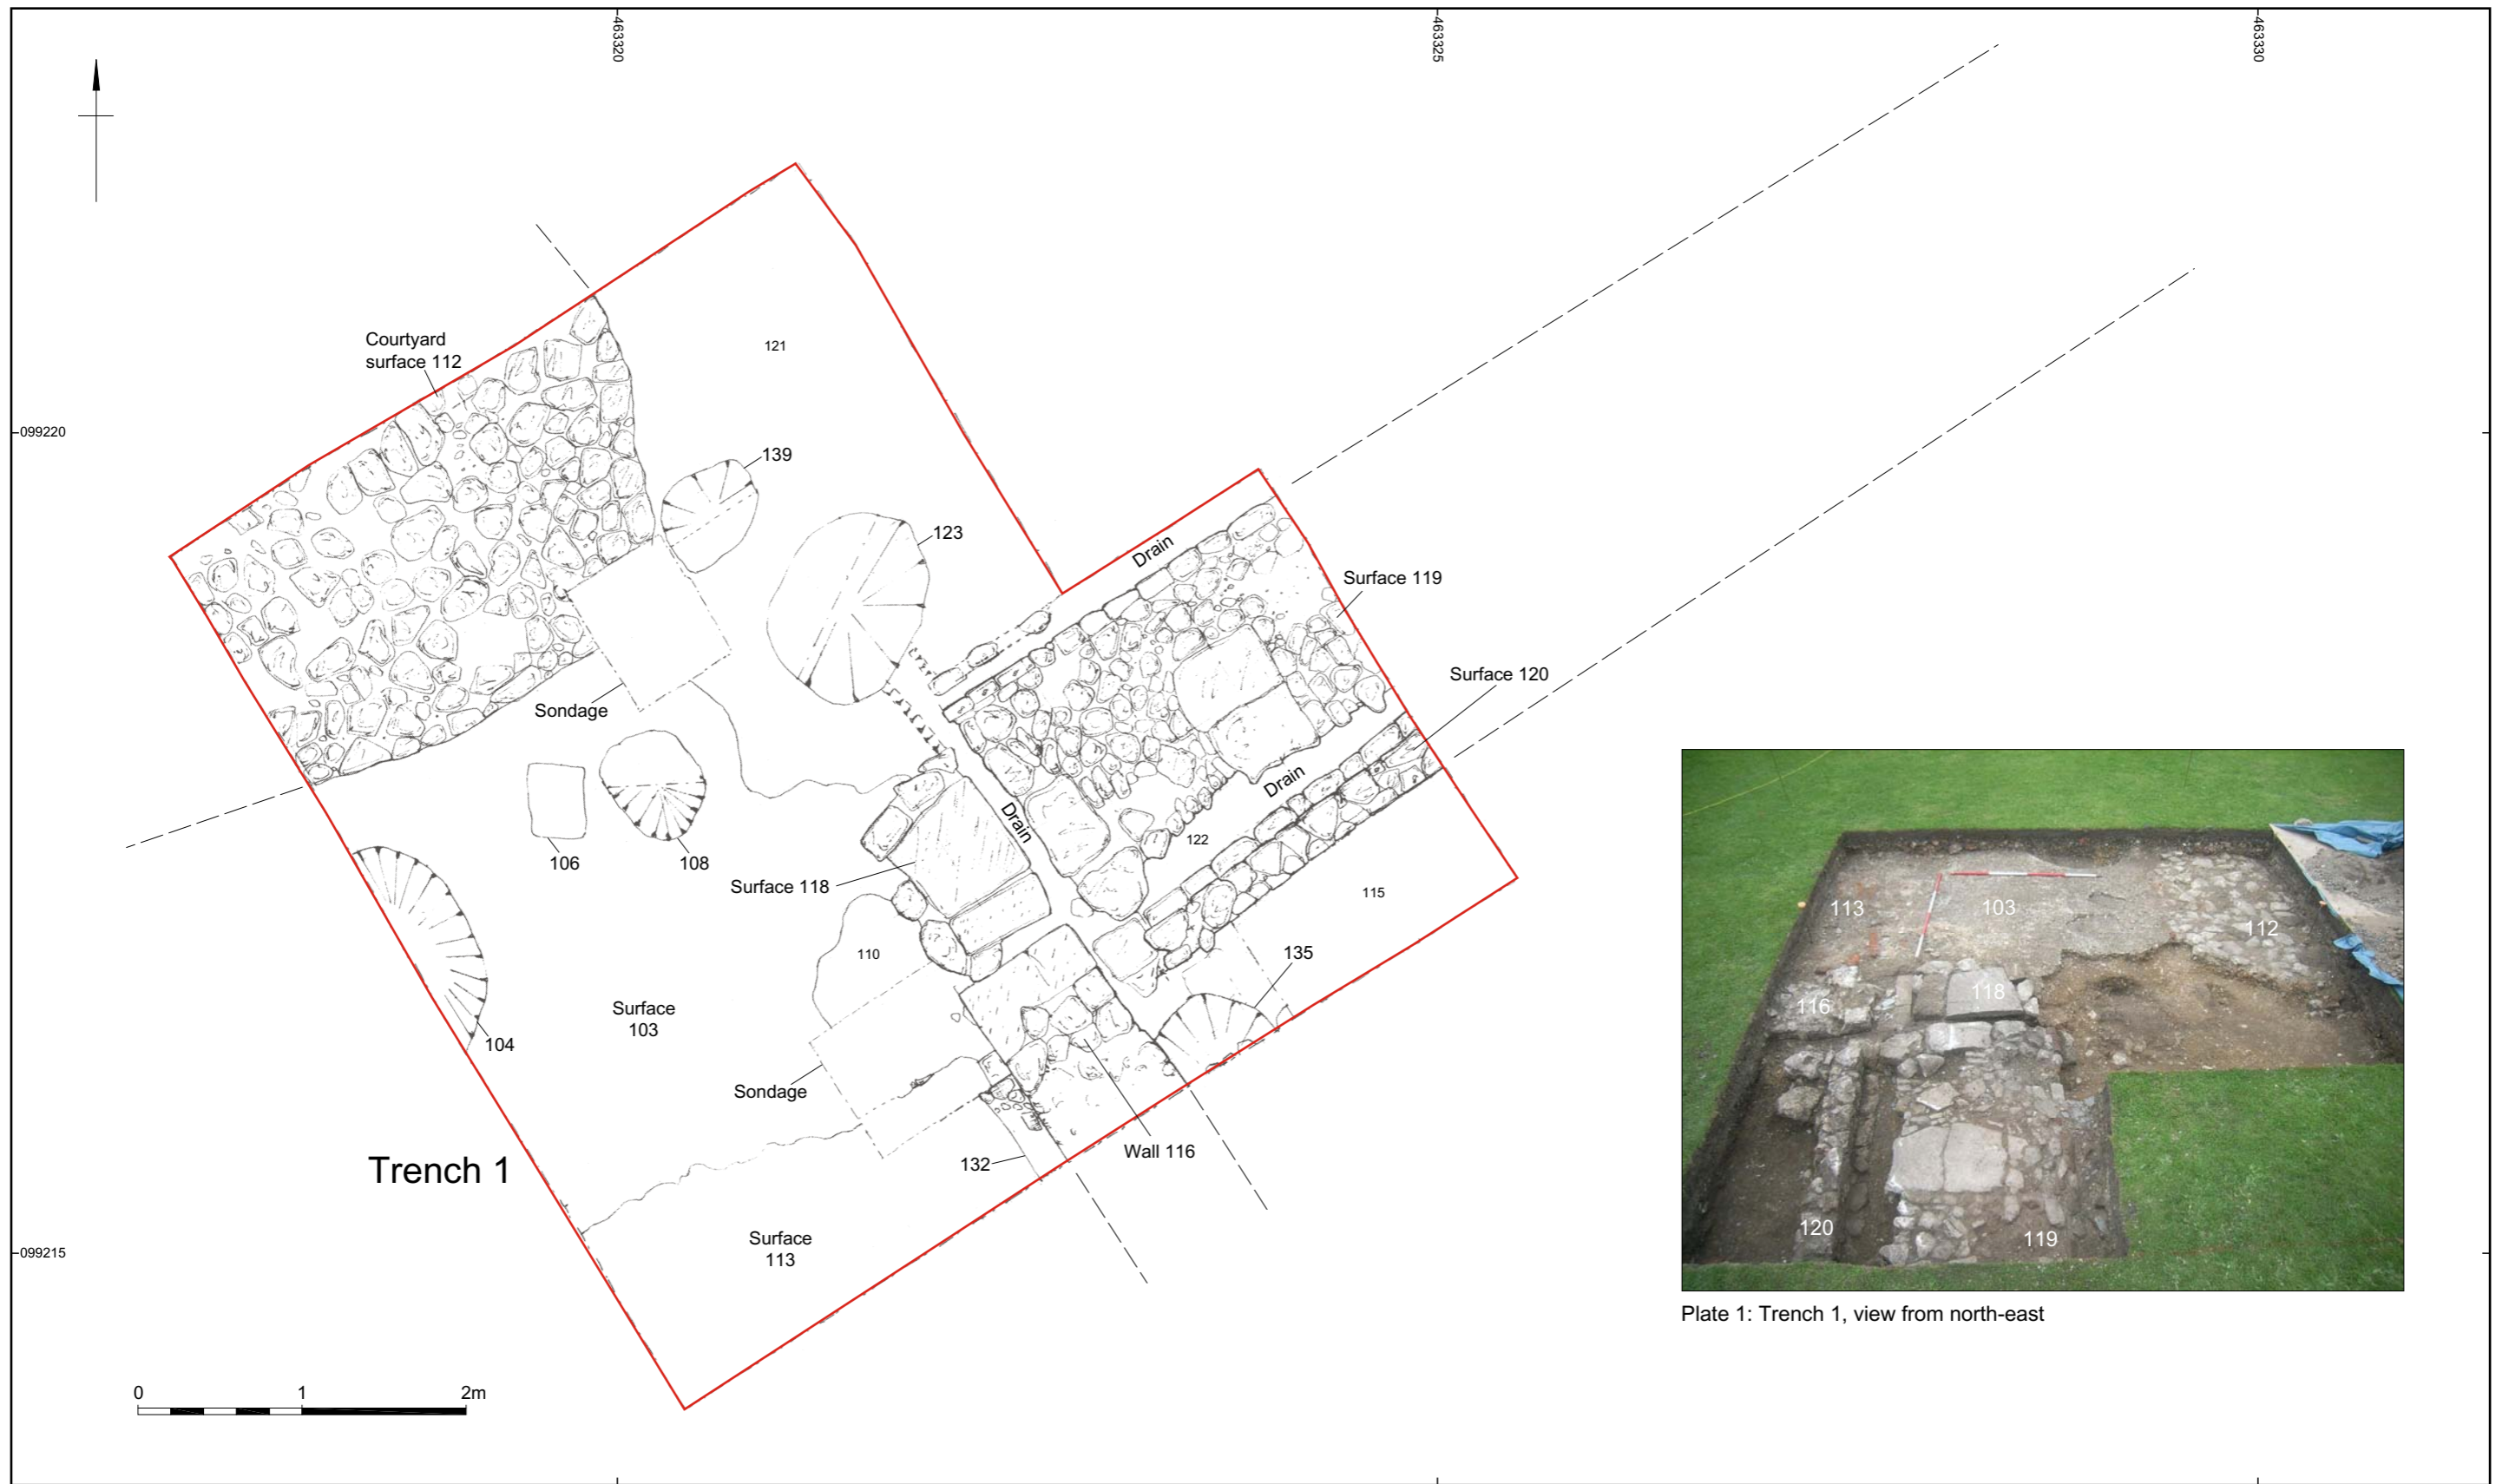 463320
463325
463330
099220
099215
Courtyard
surface 112
121
139
123
Drain
Surface 119
Surface 120
Sondage
106
108
Drain
Drain
122
Surface 118
115
110
135
104
Surface
103
Sondage
Wall 116
132
Trench 1
Surface
113
0 1 2m
113
103
112
118
116
120
119
Plate 1: Trench 1, view from north-east